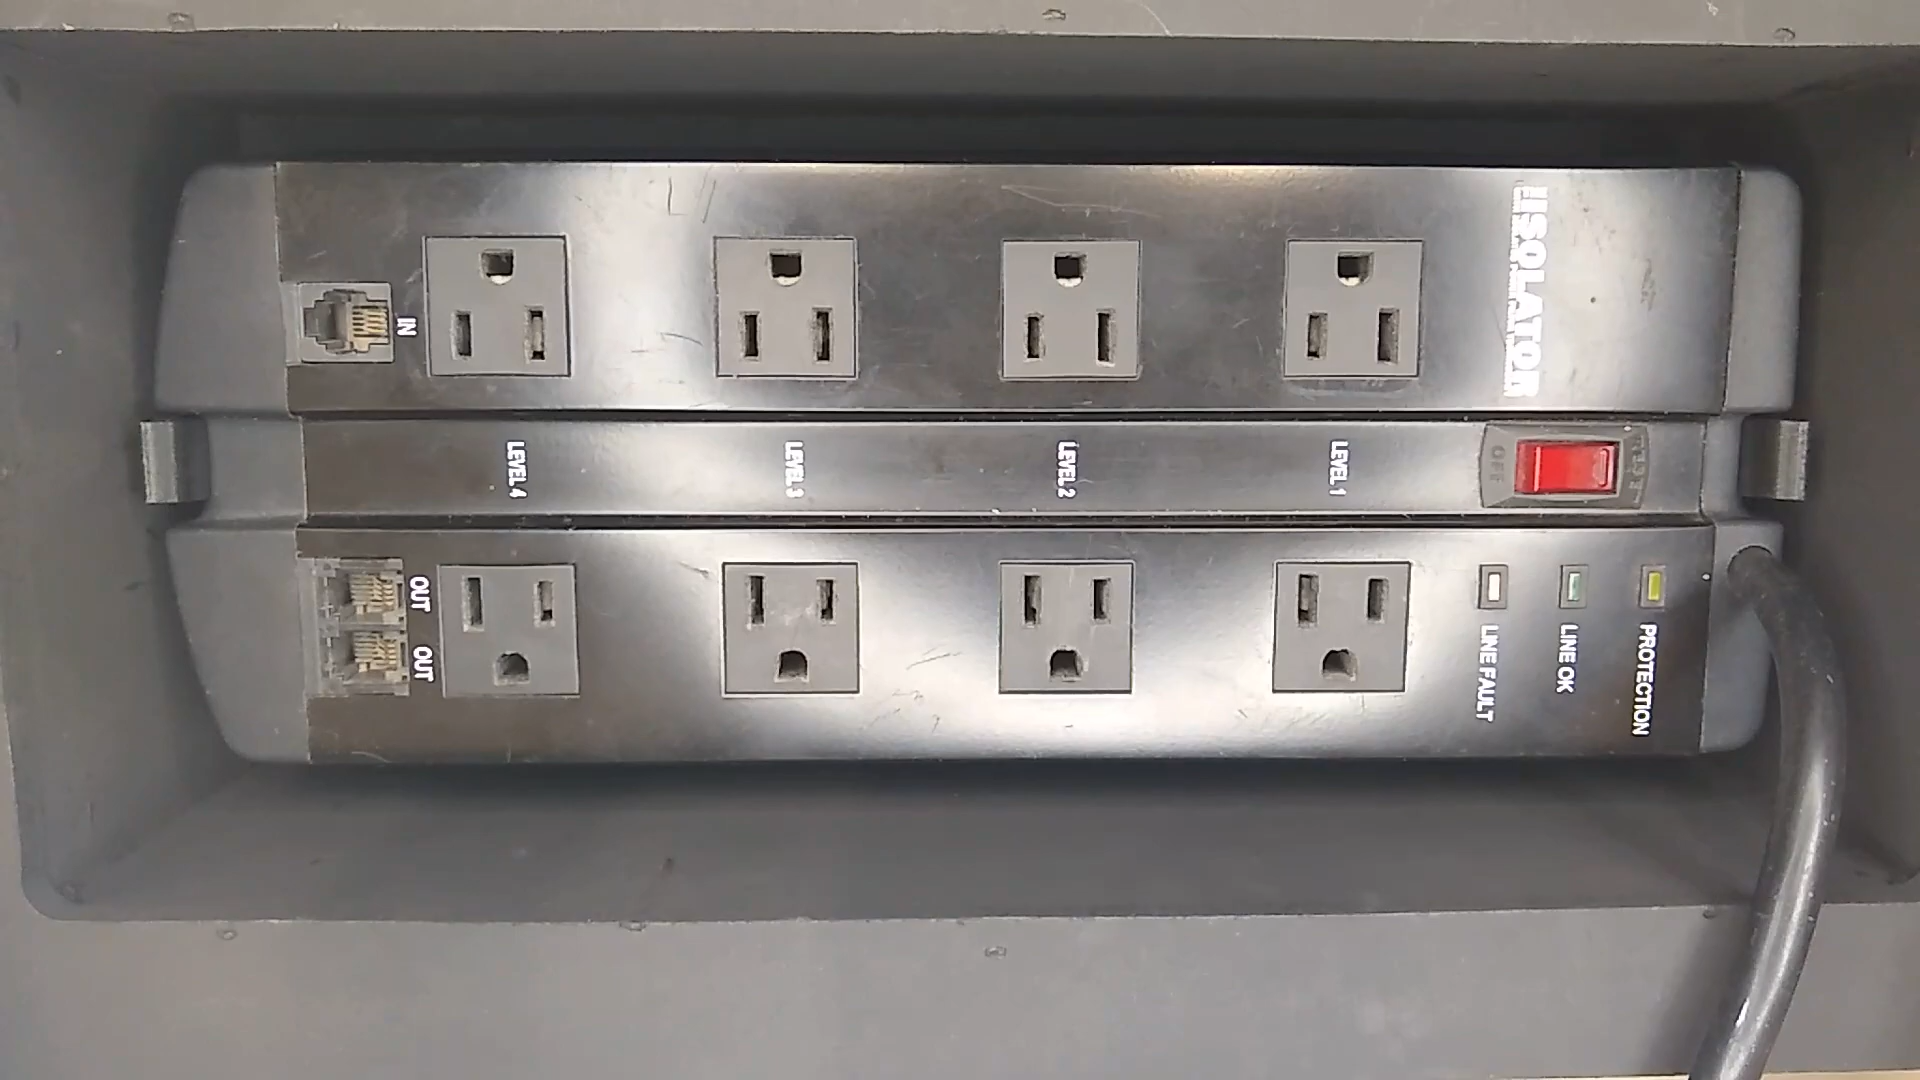 ISOLATOR
IN
LEVEL 4
LEVEL 3
LEVEL 2
LEVEL 1
OFF
OUT
OUT
LINE FAULT
LINE OK
PROTECTION